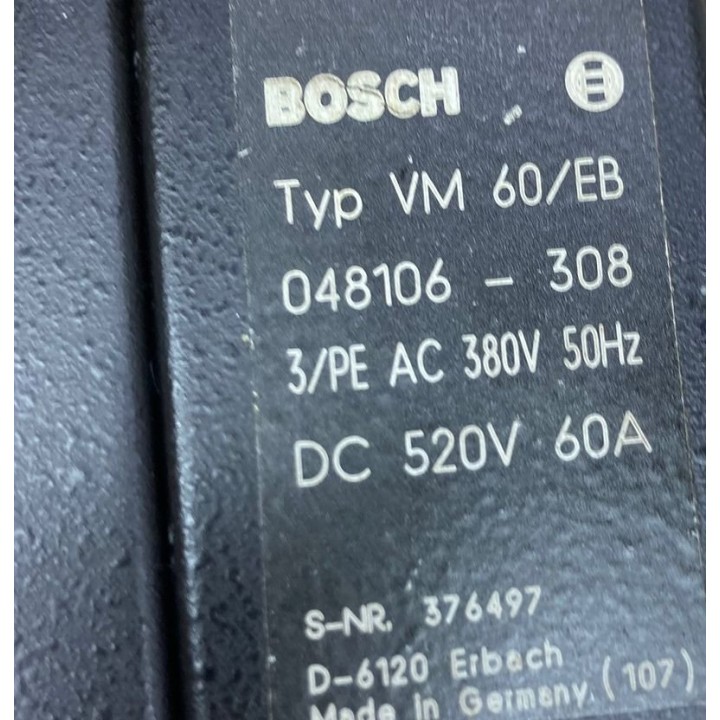 BOSCH
Typ VM 60/EB
048106 - 308
3/PE AC 380V 50Hz
DC 520V 60A
S-NR. 376497
D-6120 Erbach
Made in Germany. (107)